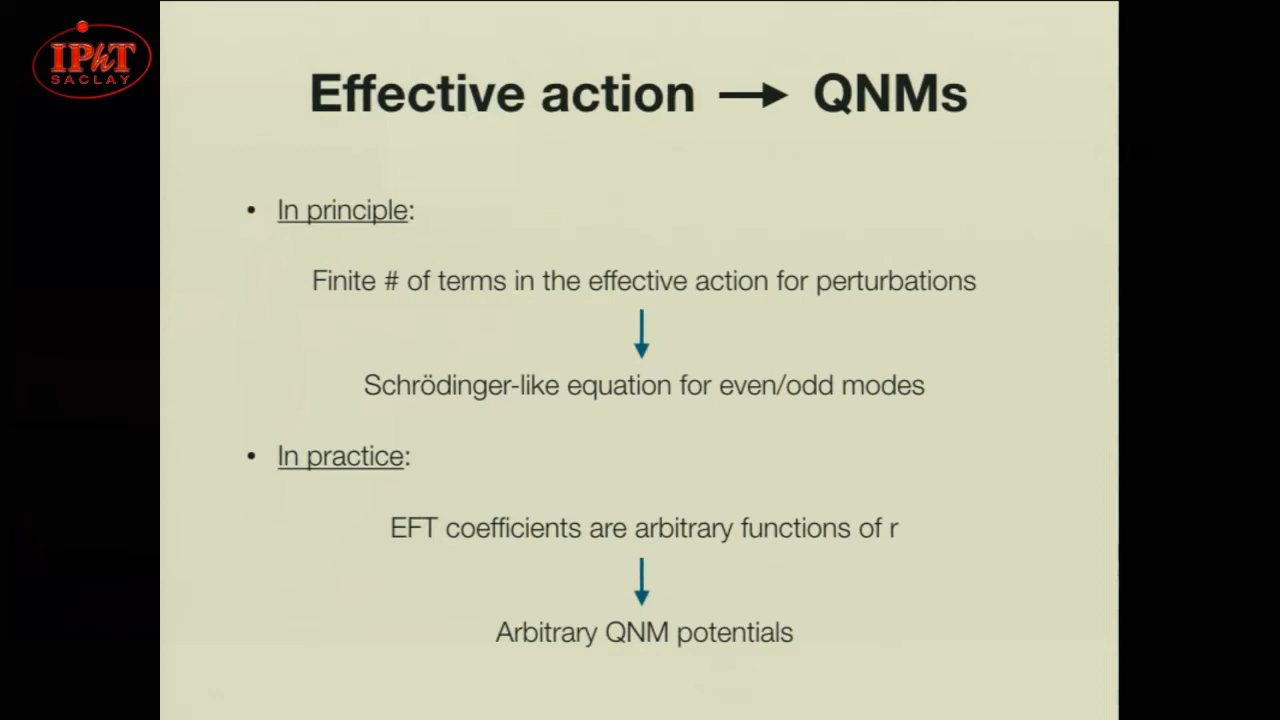 IPhT
SACLAY
Effective action → QNMs
• In principle:
Finite # of terms in the effective action for perturbations
Schrödinger-like equation for even/odd modes
• In practice:
EFT coefficients are arbitrary functions of r
Arbitrary QNM potentials